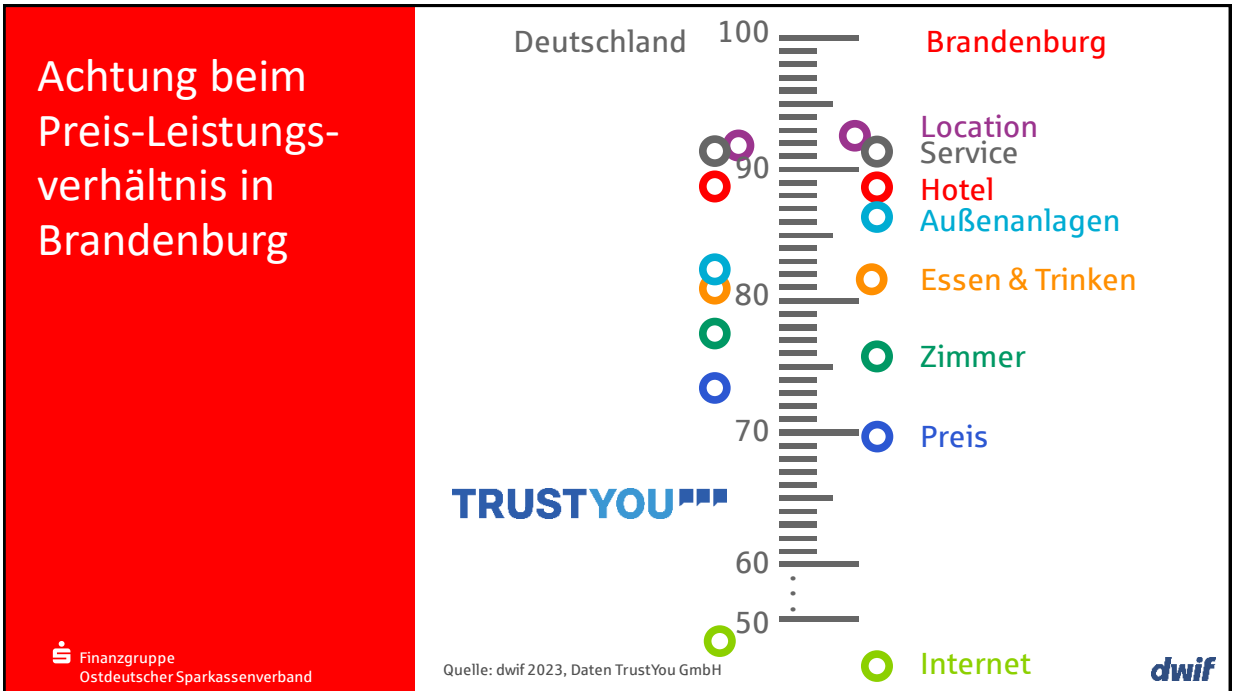 Achtung beim
Preis-Leistungs-
verhältnis in
Brandenburg
Deutschland
Brandenburg
100
90
80
70
60
50
Location
Service
Hotel
Außenanlagen
Essen & Trinken
Zimmer
Preis
Internet
TRUSTYOU
Finanzgruppe
Ostdeutscher Sparkassenverband
Quelle: dwif 2023, Daten TrustYou GmbH
dwif